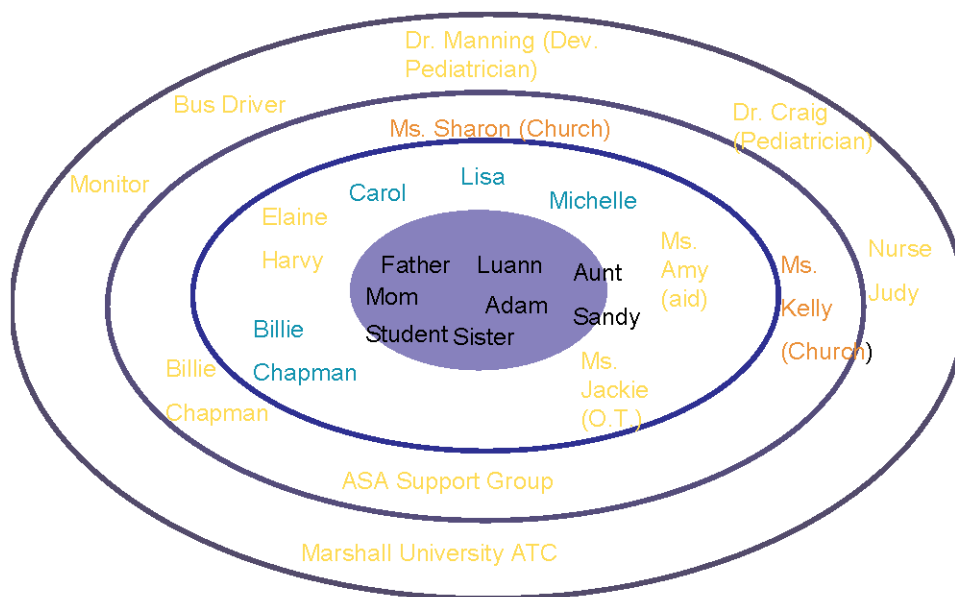 Dr. Manning (Dev.
Pediatrician)
Bus Driver
Dr. Craig
(Pediatrician)
Ms. Sharon (Church)
Monitor
Carol
Lisa
Michelle
Elaine
Harvy
Father
Mom
Student
Luann
Adam
Sister
Aunt
Sandy
Ms.
Amy
(aid)
Ms.
Kelly
(Church)
Nurse
Judy
Billie
Chapman
Billie
Chapman
Ms.
Jackie
(O.T.)
ASA Support Group
Marshall University ATC